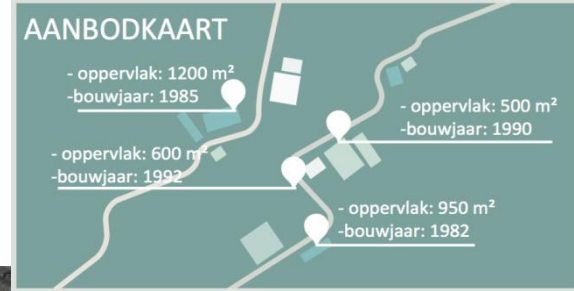 AANBODKAART
- oppervlak: 1200 m²
-bouwjaar: 1985
- oppervlak: 500 m²
-bouwjaar: 1990
- oppervlak: 600 m²
-bouwjaar: 1992
- oppervlak: 950 m²
-bouwjaar: 1982